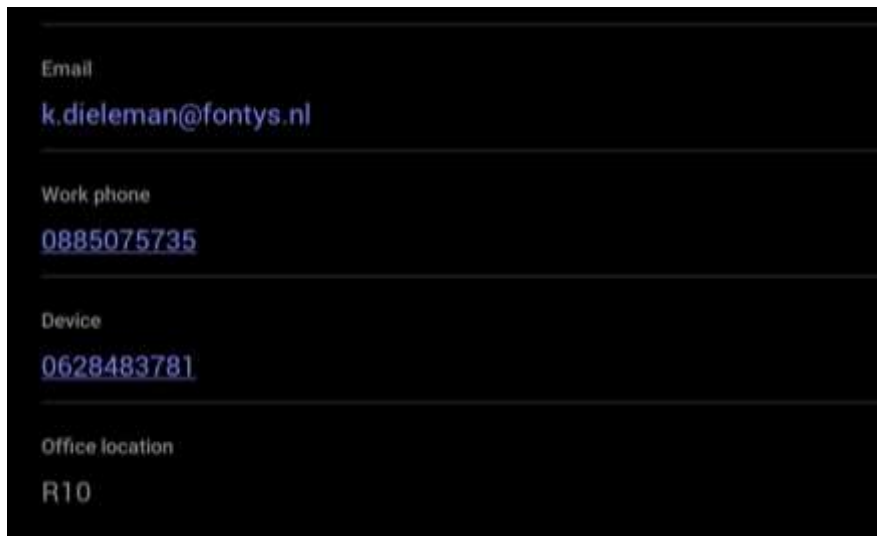 Email
k.dieleman@fontys.nl
Work phone
0885075735
Device
0628483781
Office location
R10